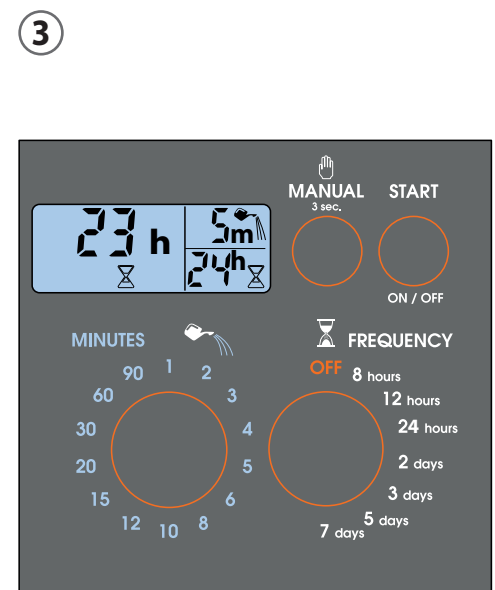 3
MANUAL
3 sec.
START
23 h
5m
24h
ON / OFF
MINUTES
FREQUENCY
1
2
3
4
5
6
8
10
12
15
20
30
60
90
OFF
8 hours
12 hours
24 hours
2 days
3 days
5 days
7 days